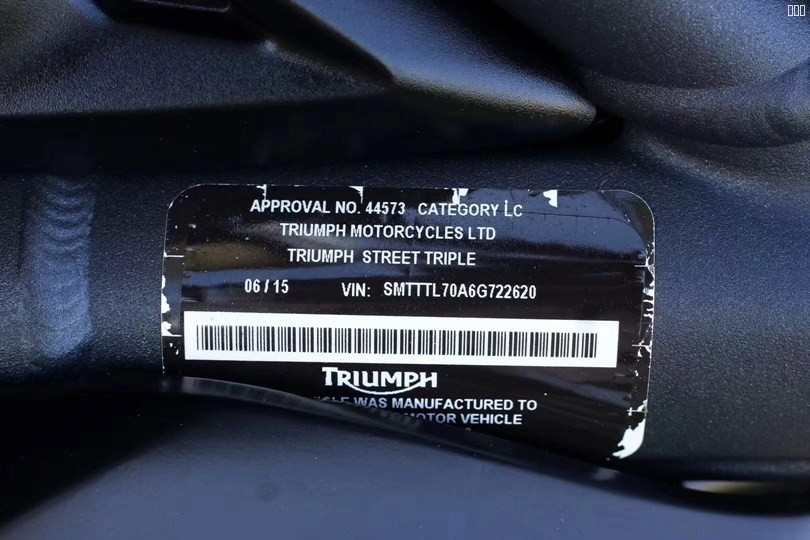 APPROVAL NO. 44573 CATEGORY LC
TRIUMPH MOTORCYCLES LTD
TRIUMPH STREET TRIPLE
06 / 15 VIN: SMTTTL70A6G722620
TRIUMPH
WAS MANUFACTURED TO
MOTOR VEHICLE